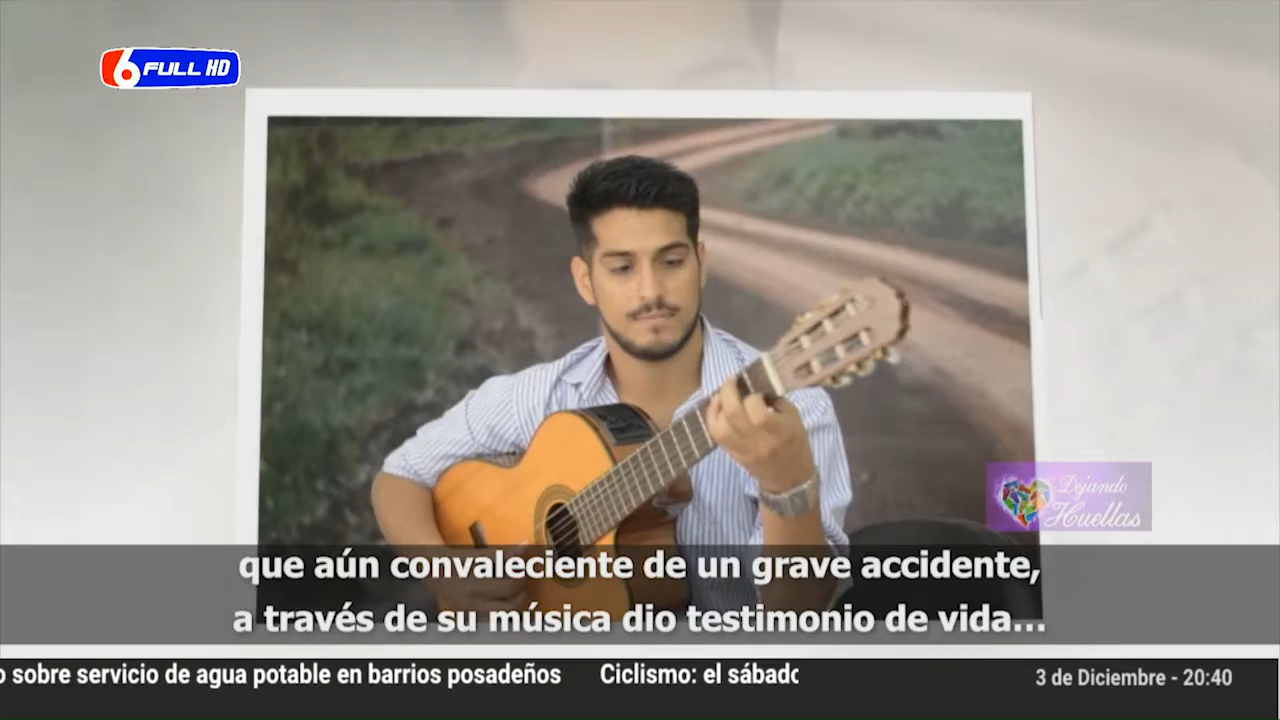 6 FULL HD
Dejando
Huellas
que aún convaleciente de un grave accidente,
a través de su música dio testimonio de vida...
o sobre servicio de agua potable en barrios posadeños Ciclismo: el sábado
3 de Diciembre - 20:40